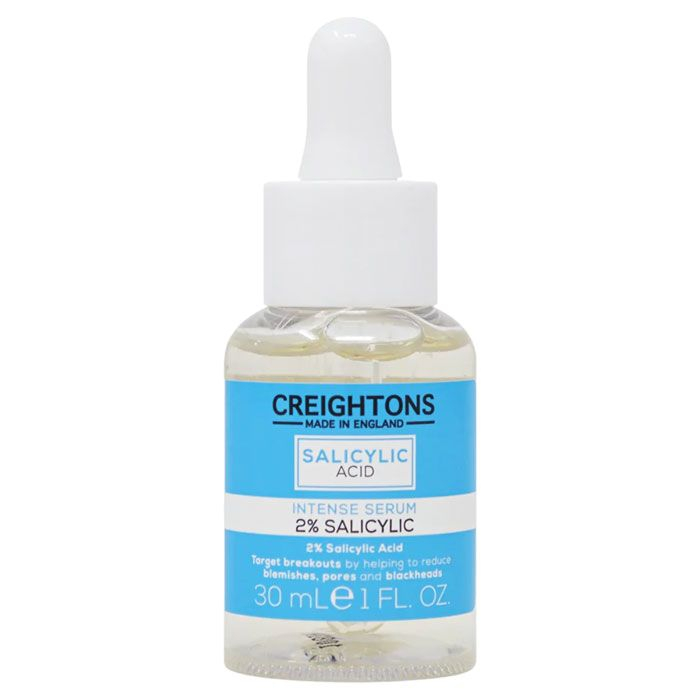 CREIGHTONS
MADE IN ENGLAND
SALICYLIC
ACID
INTENSE SERUM
2% SALICYLIC
2% Salicylic Acid
Target breakouts by helping to reduce
blemishes, pores and blackheads
30 mL e 1 FL. OZ.